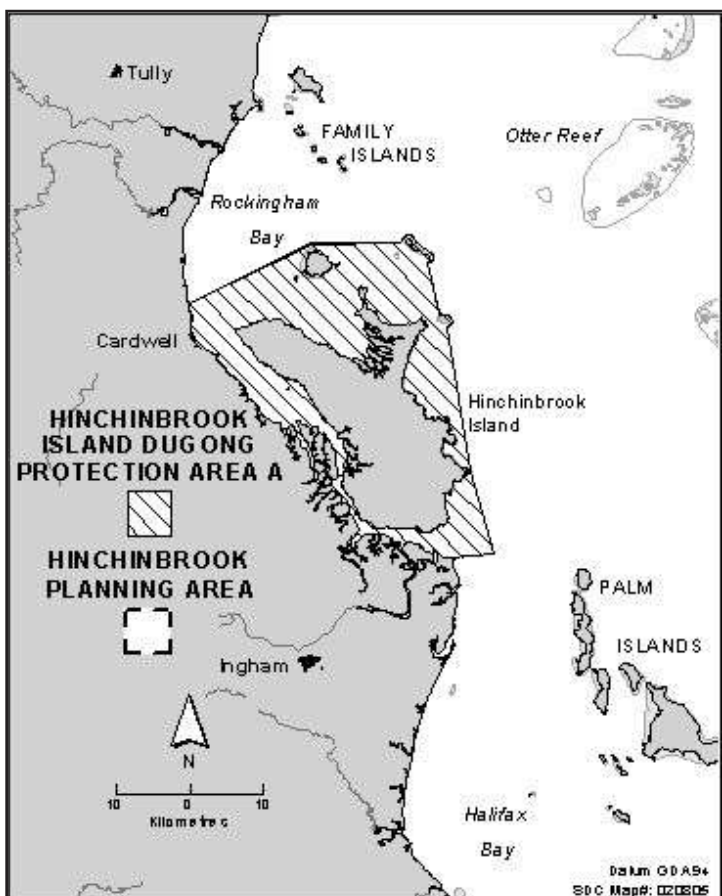 Tully
FAMILY
ISLANDS
Otter Reef
Rockingham
Bay
Cardwell
Hinchinbrook
Island
HINCHINBROOK
ISLAND DUGONG
PROTECTION AREA A
HINCHINBROOK
PLANNING AREA
PALM
ISLANDS
Ingham
N
10 0 10
Kilometres
Halifax
Bay
Datum GDA94
SDC Map#: 020805